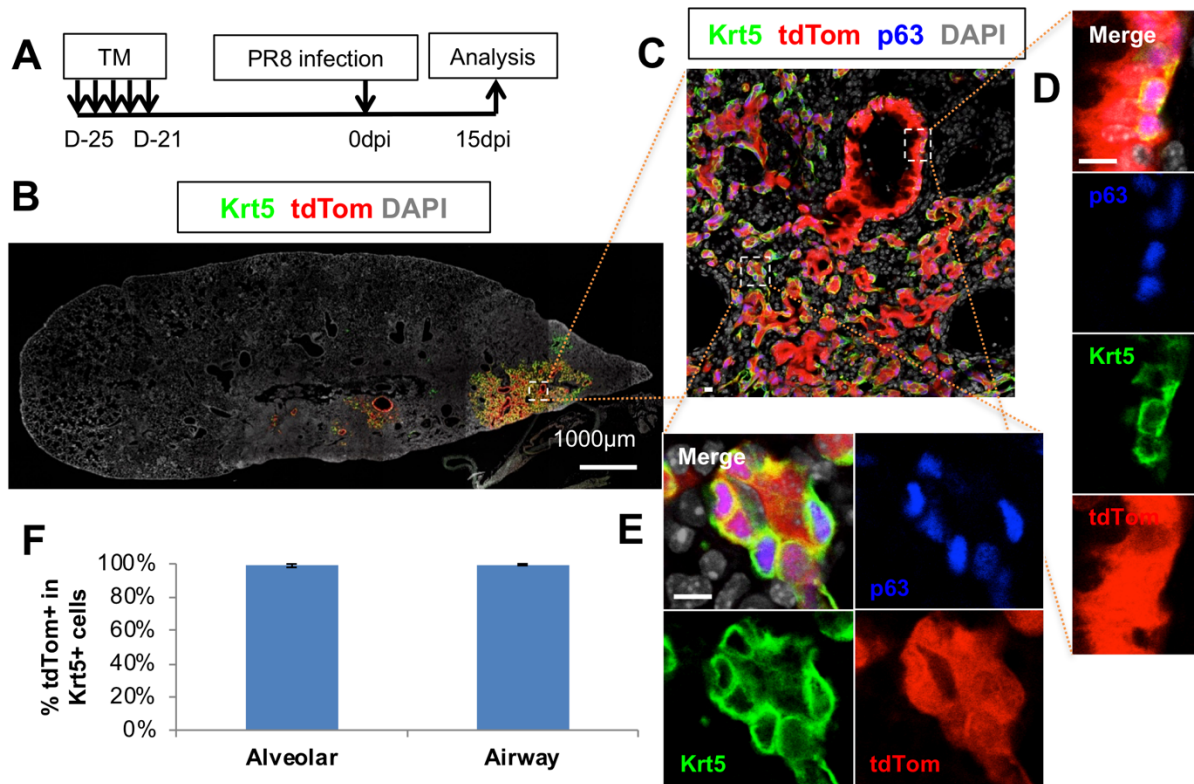 A
TM
PR8 infection
Analysis
D-25
D-21
0dpi
15dpi
B
Krt5 tdTom DAPI
1000µm
C
Krt5 tdTom p63 DAPI
D
Merge
p63
Krt5
tdTom
E
Merge
p63
Krt5
tdTom
F
% tdTom+ in
Krt5+ cells
100%
80%
60%
40%
20%
0%
Alveolar
Airway